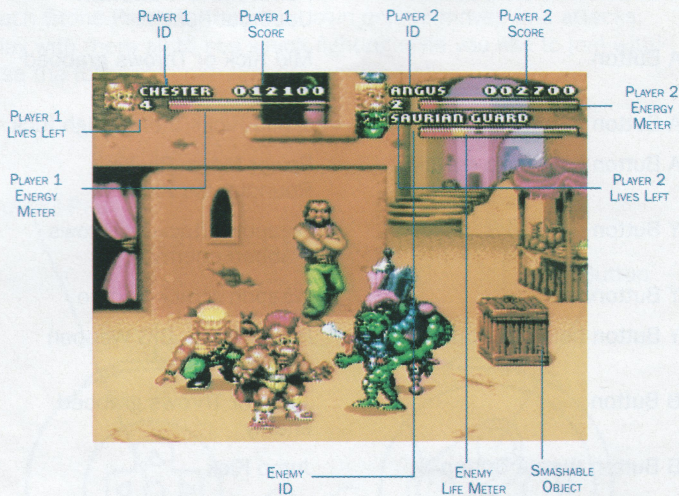 PLAYER 1 ID
PLAYER 1 SCORE
PLAYER 2 ID
PLAYER 2 SCORE
CHESTER 012100
4
ANGUS 002700
2
SAURIAN GUARD
PLAYER 1 LIVES LEFT
PLAYER 1 ENERGY METER
PLAYER 2 ENERGY METER
PLAYER 2 LIVES LEFT
ENEMY ID
ENEMY LIFE METER
SMASHABLE OBJECT